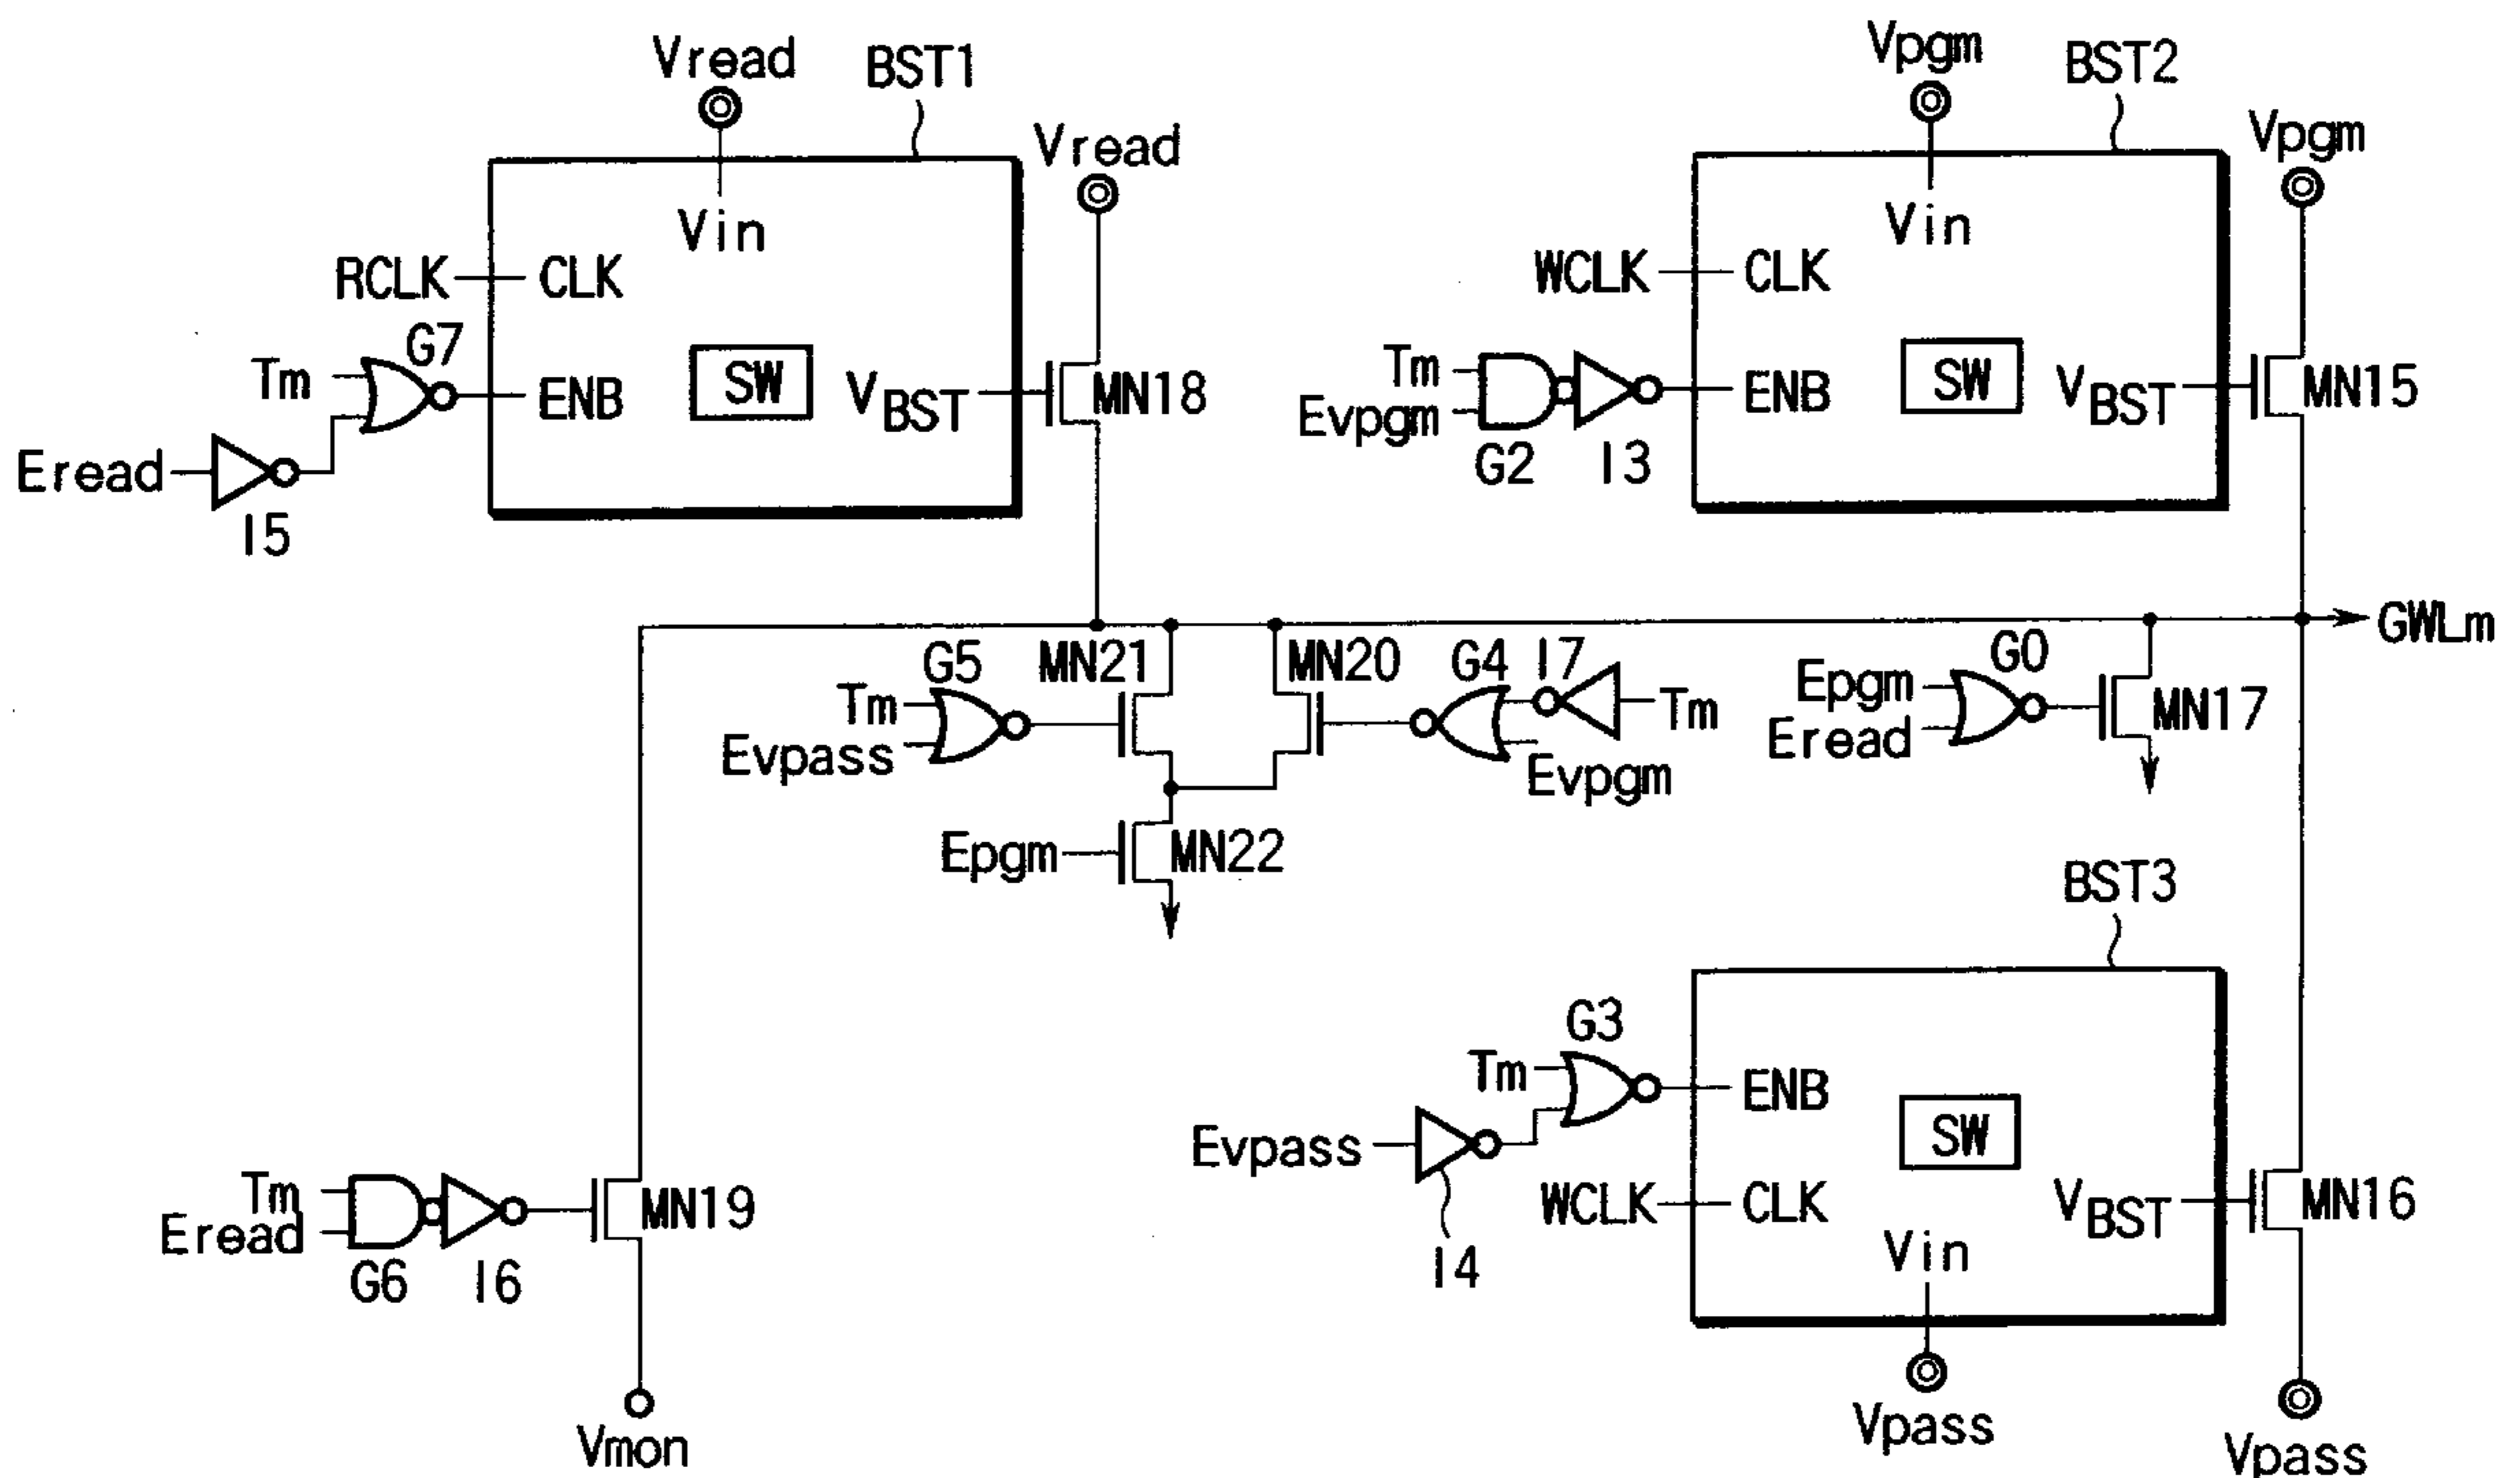 Vread
BST1
Vread
Vin
RCLK
CLK
G7
Tm
ENB
SW
VBST
MN18
Eread
I5
Vpgm
BST2
Vpgm
Vin
WCLK
CLK
Tm
Evpgm
G2
I3
ENB
SW
VBST
MN15
GWLm
G5
MN21
MN20
G4
I7
Tm
Evpass
Tm
Evpgm
Epgm
MN22
G0
Epgm
Eread
MN17
BST3
G3
Tm
ENB
SW
Evpass
I4
WCLK
CLK
VBST
MN16
Vin
Vpass
Vpass
Tm
Eread
G6
I6
MN19
Vmon